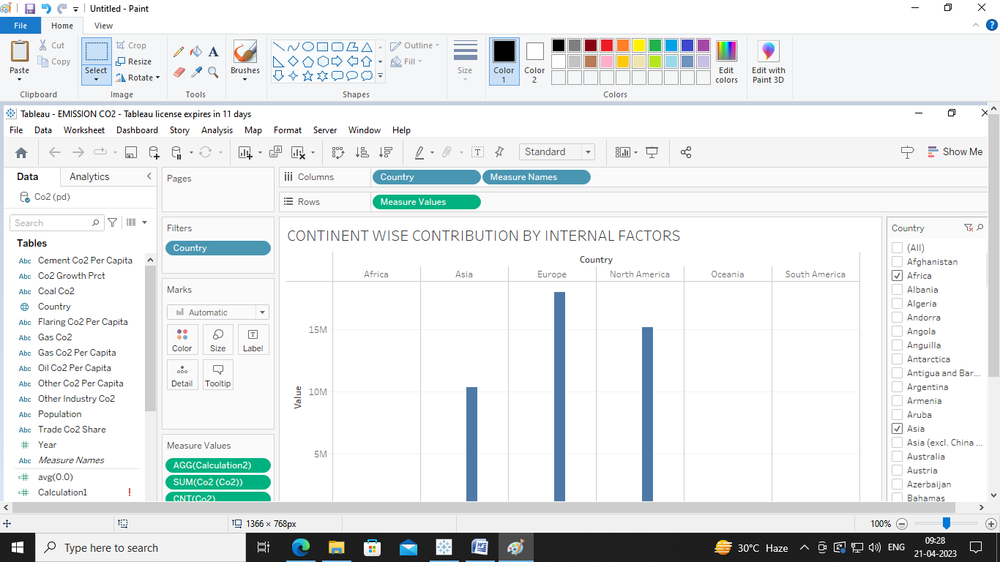 Untitled - Paint
File Home View
Paste
Cut
Copy
Clipboard
Select
Crop
Resize
Rotate
Image
A
Tools
Brushes
Shapes
Outline
Fill
Size
Color 1
Color 2
Colors
Edit colors
Edit with Paint 3D
Tableau - EMISSION CO2 - Tableau license expires in 11 days
File Data Worksheet Dashboard Story Analysis Map Format Server Window Help
Standard
Show Me
Data Analytics
Co2 (pd)
Search
Tables
Abc Cement Co2 Per Capita
Abc Co2 Growth Prct
Abc Coal Co2
Country
Abc Flaring Co2 Per Capita
Abc Gas Co2
Abc Gas Co2 Per Capita
Abc Oil Co2 Per Capita
Abc Other Co2 Per Capita
Abc Other Industry Co2
Abc Population
Abc Trade Co2 Share
# Year
Abc Measure Names
=# avg(0.0)
=# Calculation1 !
Pages
Filters
Country
Marks
Automatic
Color Size Label
Detail Tooltip
Measure Values
AGG(Calculation2)
SUM(Co2 (Co2))
CNT(Co2)
Columns Country Measure Names
Rows Measure Values
CONTINENT WISE CONTRIBUTION BY INTERNAL FACTORS
Country
Africa Asia Europe North America Oceania South America
15M
10M
5M
Value
Country
(All)
Afghanistan
Africa
Albania
Algeria
Andorra
Angola
Anguilla
Antarctica
Antigua and Bar...
Argentina
Armenia
Aruba
Asia
Asia (excl. China ...
Australia
Austria
Azerbaijan
Bahamas
1366 × 768px
100%
Type here to search
30°C Haze
ENG
09:28
21-04-2023